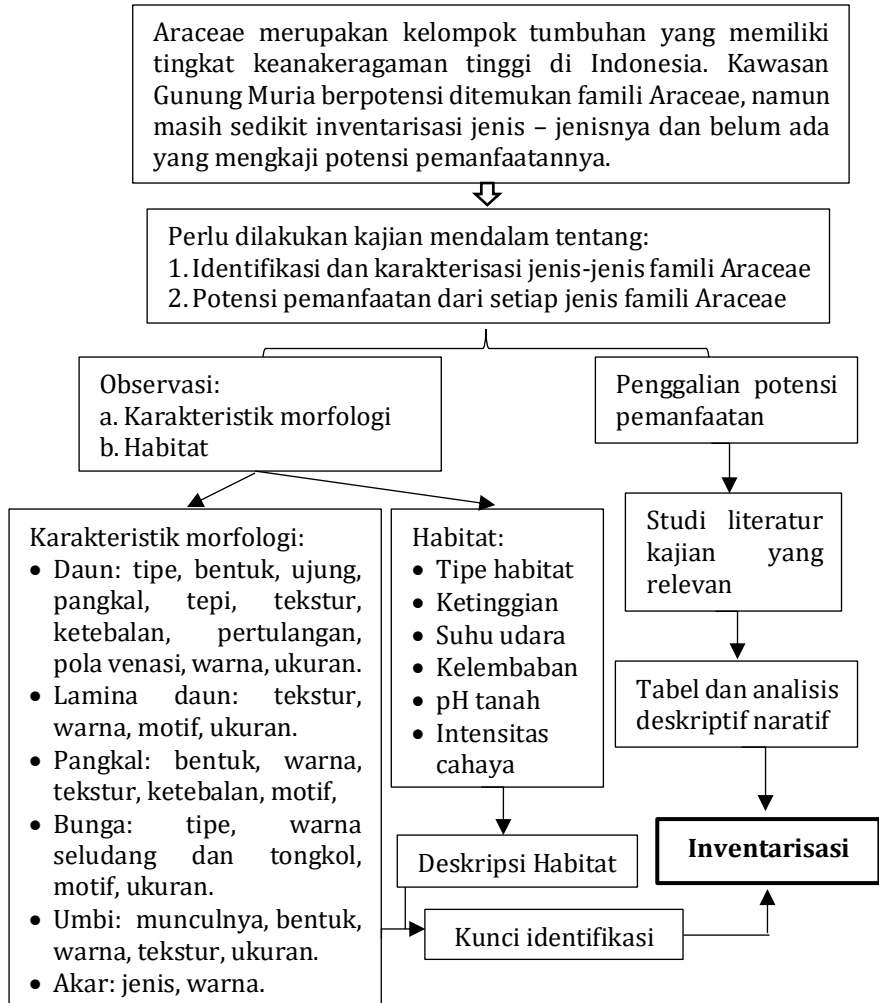 Araceae merupakan kelompok tumbuhan yang memiliki
tingkat keanakeragaman tinggi di Indonesia. Kawasan
Gunung Muria berpotensi ditemukan famili Araceae, namun
masih sedikit inventarisasi jenis – jenisnya dan belum ada
yang mengkaji potensi pemanfaatannya.
Perlu dilakukan kajian mendalam tentang:
1. Identifikasi dan karakterisasi jenis-jenis famili Araceae
2. Potensi pemanfaatan dari setiap jenis famili Araceae
Observasi:
a. Karakteristik morfologi
b. Habitat
Penggalian potensi
pemanfaatan
Karakteristik morfologi:
• Daun: tipe, bentuk, ujung,
pangkal, tepi, tekstur,
ketebalan, pertulangan,
pola venasi, warna, ukuran.
• Lamina daun: tekstur,
warna, motif, ukuran.
• Pangkal: bentuk, warna,
tekstur, ketebalan, motif,
• Bunga: tipe, warna
seludang dan tongkol,
motif, ukuran.
• Umbi: munculnya, bentuk,
warna, tekstur, ukuran.
• Akar: jenis, warna.
Habitat:
• Tipe habitat
• Ketinggian
• Suhu udara
• Kelembaban
• pH tanah
• Intensitas
cahaya
Studi literatur
kajian yang
relevan
Tabel dan analisis
deskriptif naratif
Deskripsi Habitat
Inventarisasi
Kunci identifikasi